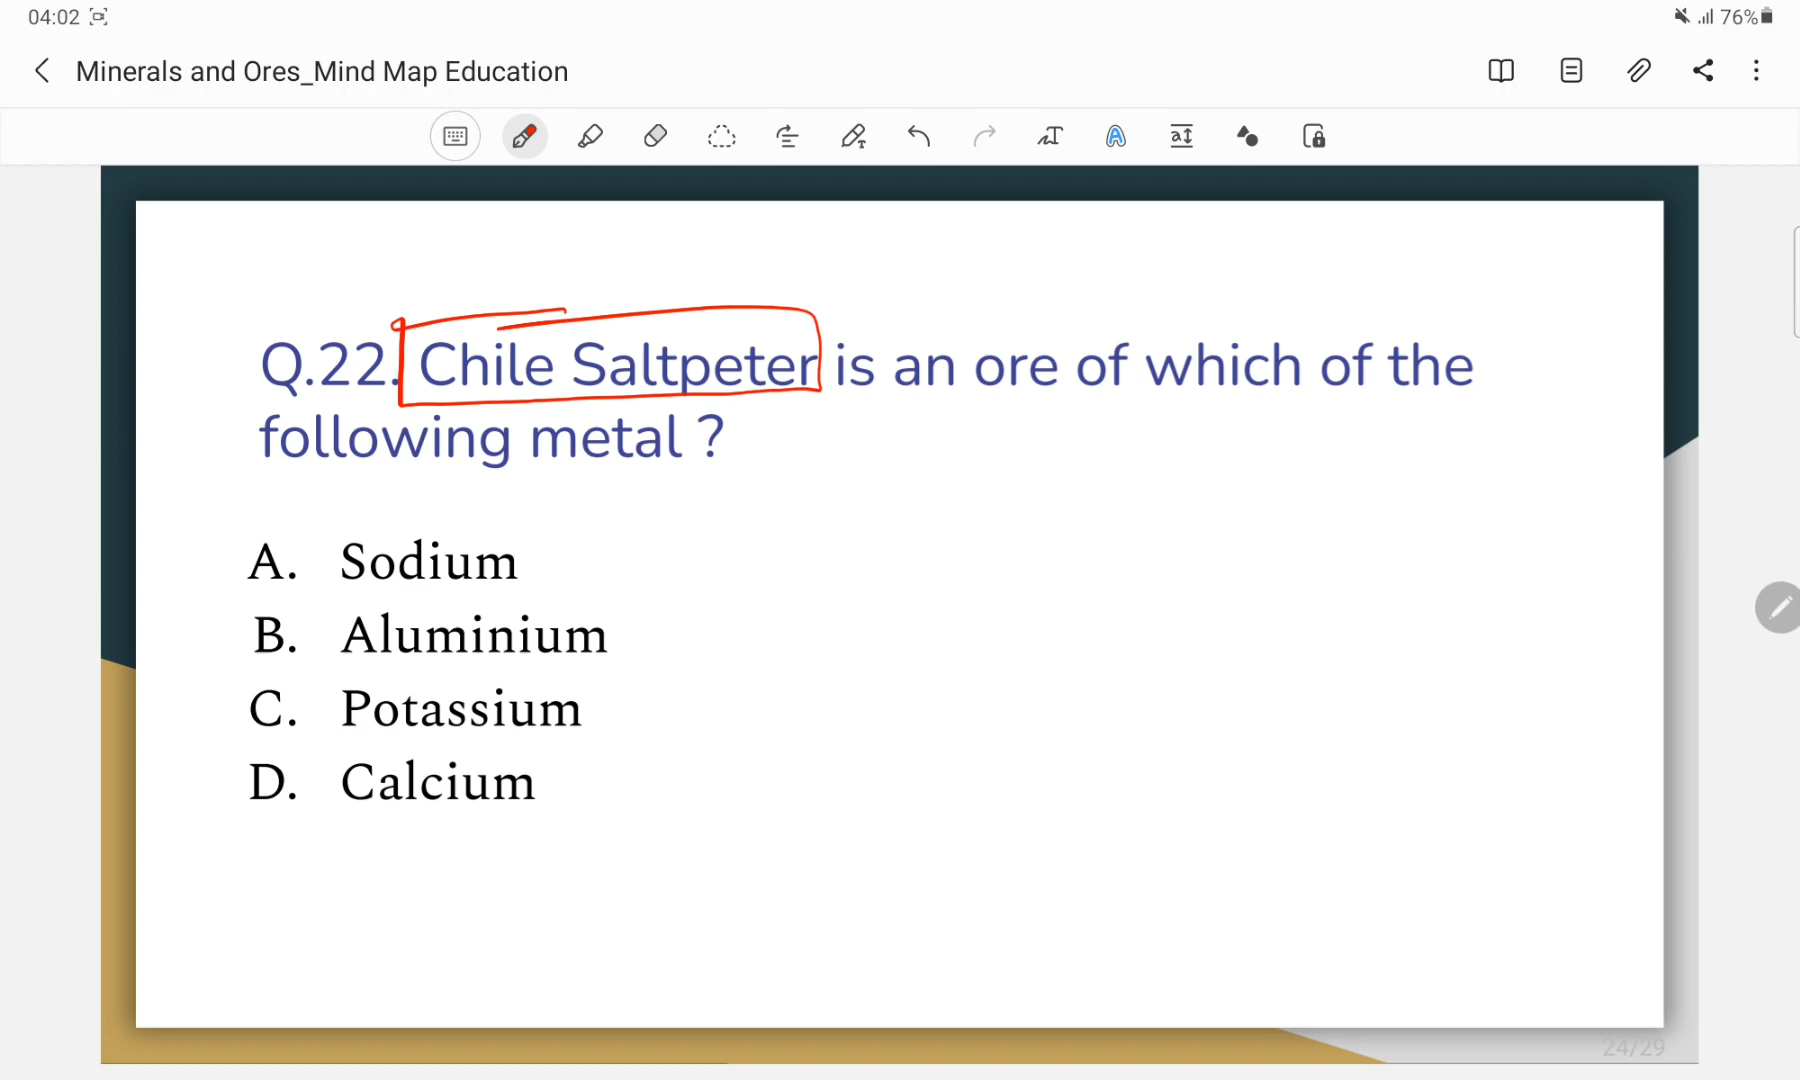 04:02
76%
Minerals and Ores_Mind Map Education
Q.22. Chile Saltpeter is an ore of which of the
following metal ?
A. Sodium
B. Aluminium
C. Potassium
D. Calcium
24/29